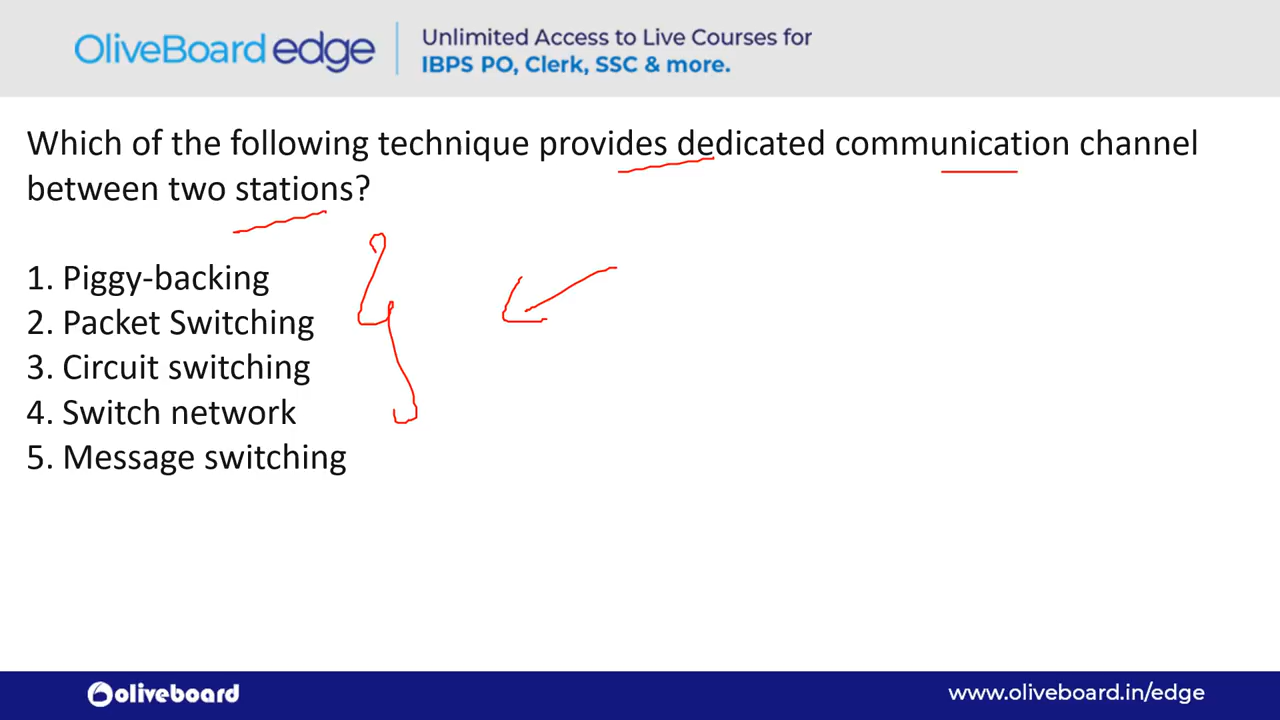 OliveBoard edge
Unlimited Access to Live Courses for
IBPS PO, Clerk, SSC & more.
Which of the following technique provides dedicated communication channel
between two stations?
1. Piggy-backing
2. Packet Switching
3. Circuit switching
4. Switch network
5. Message switching
oliveboard
www.oliveboard.in/edge